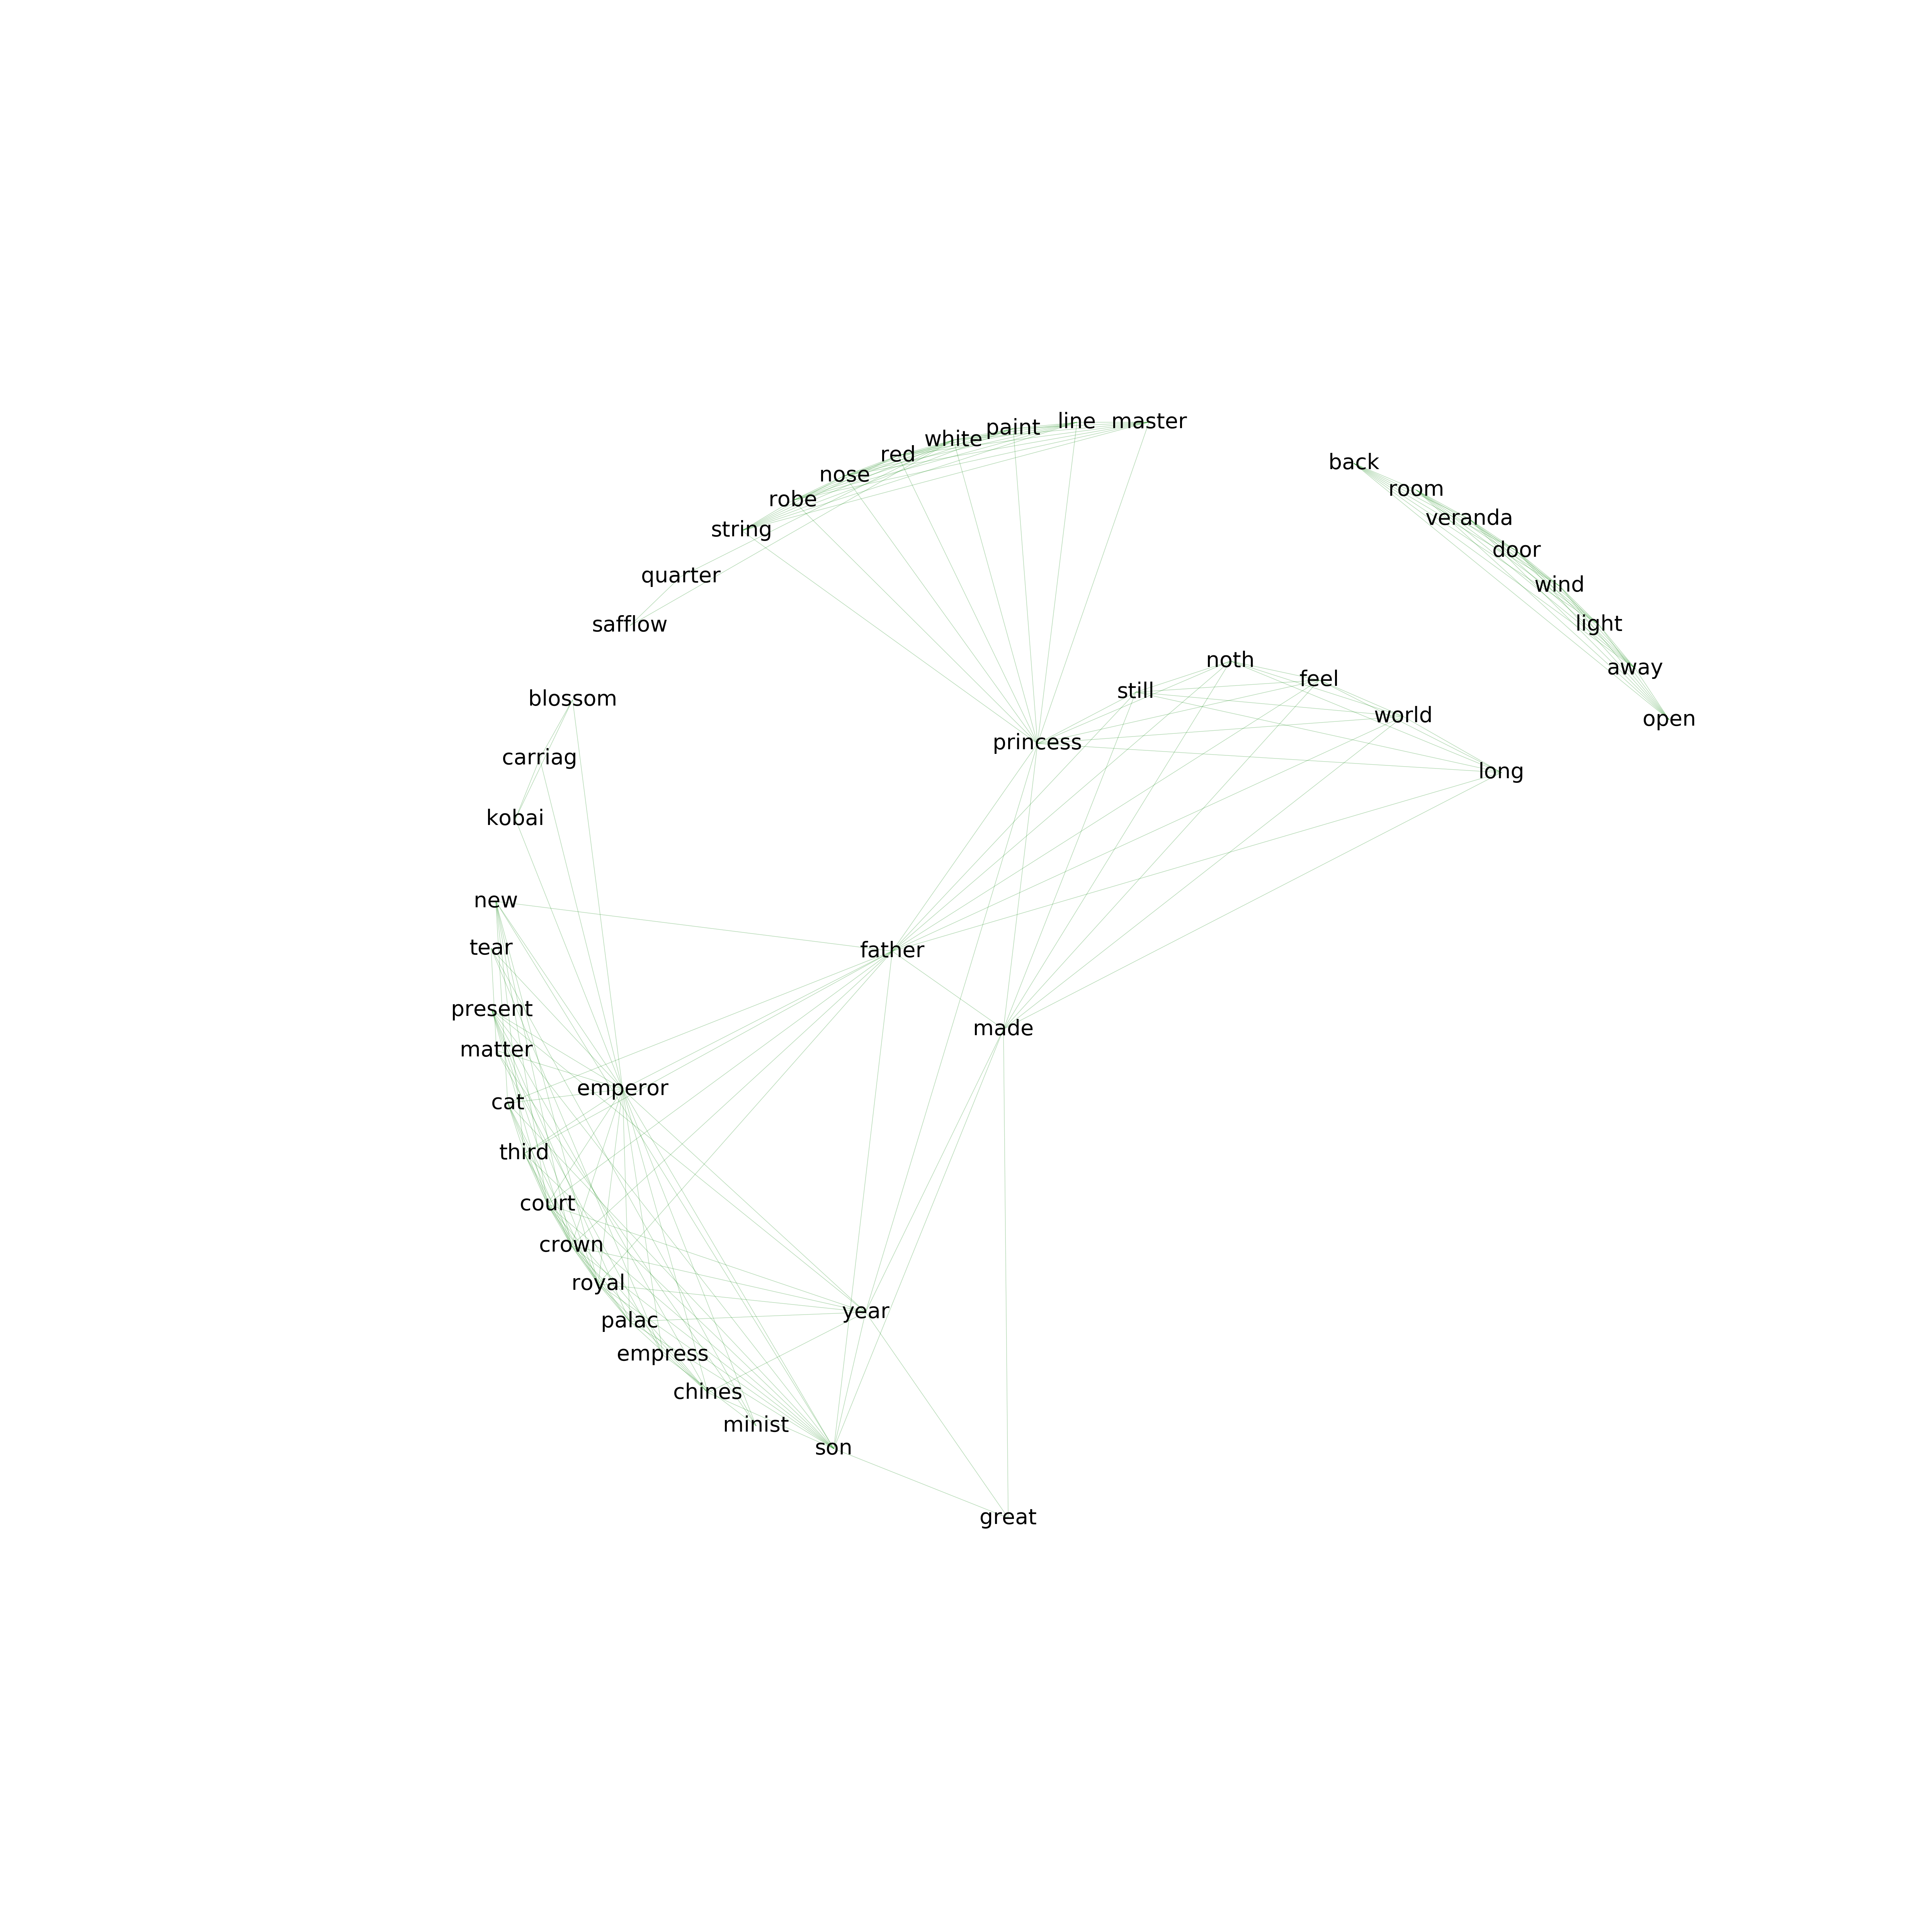 line
master
paint
white
red
back
nose
room
robe
veranda
string
door
quarter
wind
light
safflow
noth
away
feel
still
blossom
world
open
princess
carriag
long
kobai
new
tear
father
present
made
matter
emperor
cat
third
court
crown
royal
year
palac
empress
chines
minist
son
great